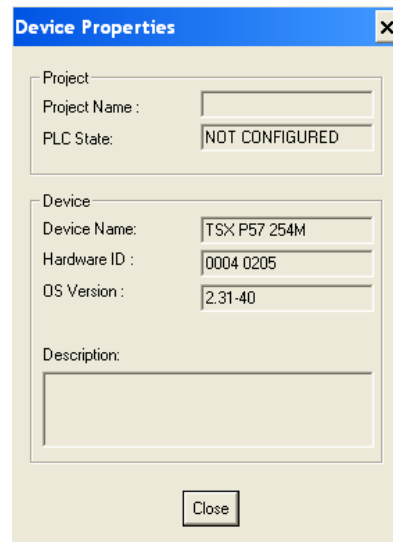 Device Properties
Project
Project Name :
PLC State: NOT CONFIGURED
Device
Device Name: TSX P57 254M
Hardware ID : 0004 0205
OS Version : 2.31-40
Description:
Close